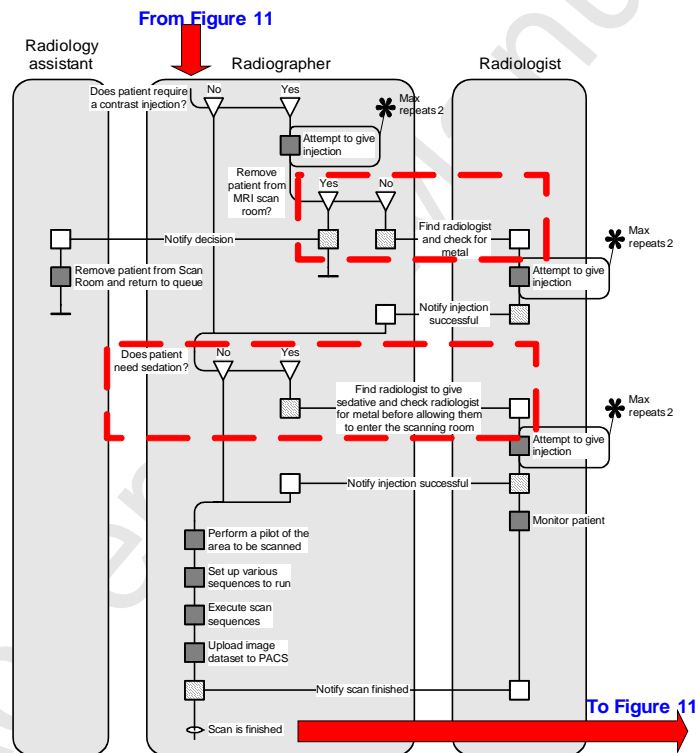 From Figure 11
Radiology
assistant
Radiographer
Radiologist
Does patient require
a contrast injection?
No
Yes
Max
repeats 2
Attempt to give
injection
Remove
patient from
MRI scan
room?
Yes
No
Notify decision
Find radiologist
and check for
metal
Max
repeats 2
Remove patient from Scan
Room and return to queue
Attempt to give
injection
Notify injection
successful
Does patient
need sedation?
No
Yes
Find radiologist to give
sedative and check radiologist
for metal before allowing them
to enter the scanning room
Max
repeats 2
Attempt to give
injection
Notify injection successful
Monitor patient
Perform a pilot of the
area to be scanned
Set up various
sequences to run
Execute scan
sequences
Upload image
dataset to PACS
Notify scan finished
To Figure 11
Scan is finished